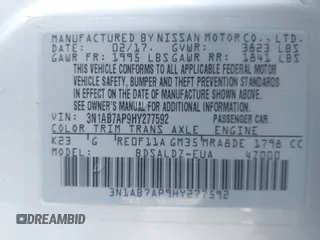 MANUFACTURED BY NISSAN MOTOR CO., LTD.
DATE: 02/17 GVWR: 3823 LBS
GAWR FR: 1995 LBS GAWR RR: 1841 LBS
THIS VEHICLE CONFORMS TO ALL APPLICABLE FEDERAL MOTOR
VEHICLE SAFETY, BUMPER, AND THEFT PREVENTION STANDARDS
IN EFFECT ON THE DATE OF MANUFACTURE SHOWN ABOVE.
SEE OWNER'S MANUAL FOR ADDITIONAL INFORMATION
VIN: 3N1AB7AP9HY277592 PASSENGER CAR.
COLOR TRIM TRANS AXLE ENGINE
K23 G RE0F11A GM35 MRA8DE 1798 CC
BDSALDZ-EUA 47000
3N1AB7AP9HY277592
AUTO
BIDCARS